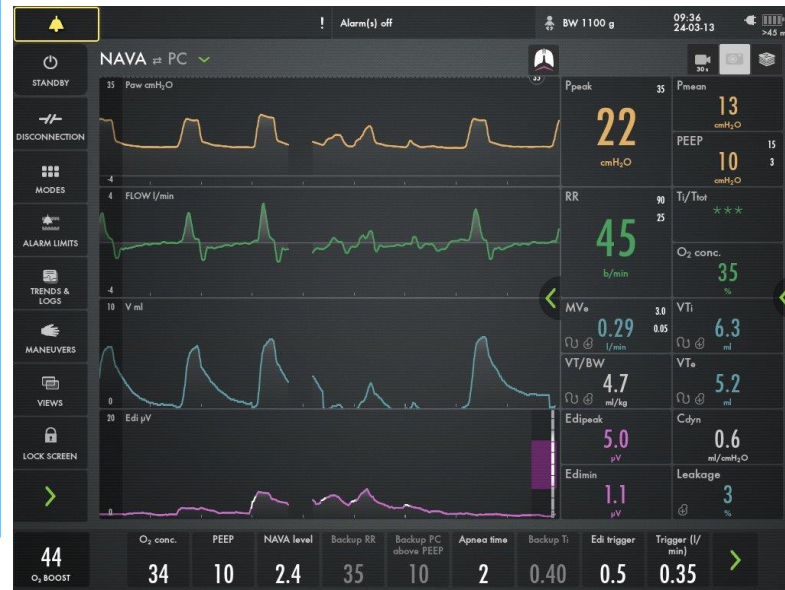 ! Alarm(s) off
BW 1100 g
09:36
24-03-13
>45 m
STANDBY
DISCONNECTION
MODES
ALARM LIMITS
TRENDS &
LOGS
MANEUVERS
VIEWS
LOCK SCREEN
44
O₂ BOOST
NAVA ⇄ PC
30 s
35 Paw cmH₂O
35
-4
4 FLOW l/min
-4
10 V ml
0
20 Edi µV
0
Ppeak 35
22
cmH₂O
Pmean
13
cmH₂O
PEEP 15
10 3
cmH₂O
RR 90
25
45
b/min
Ti/Ttot
***
O₂ conc.
35
%
MVe 3.0
0.29 0.05
l/min
VTi
6.3
ml
VT/BW
4.7
ml/kg
VTe
5.2
ml
Edipeak
5.0
µV
Cdyn
0.6
ml/cmH₂O
Edimin
1.1
µV
Leakage
3
%
O₂ conc.
34
PEEP
10
NAVA level
2.4
Backup RR
35
Backup PC
above PEEP
10
Apnea time
2
Backup Ti
0.40
Edi trigger
0.5
Trigger (l/
min)
0.35